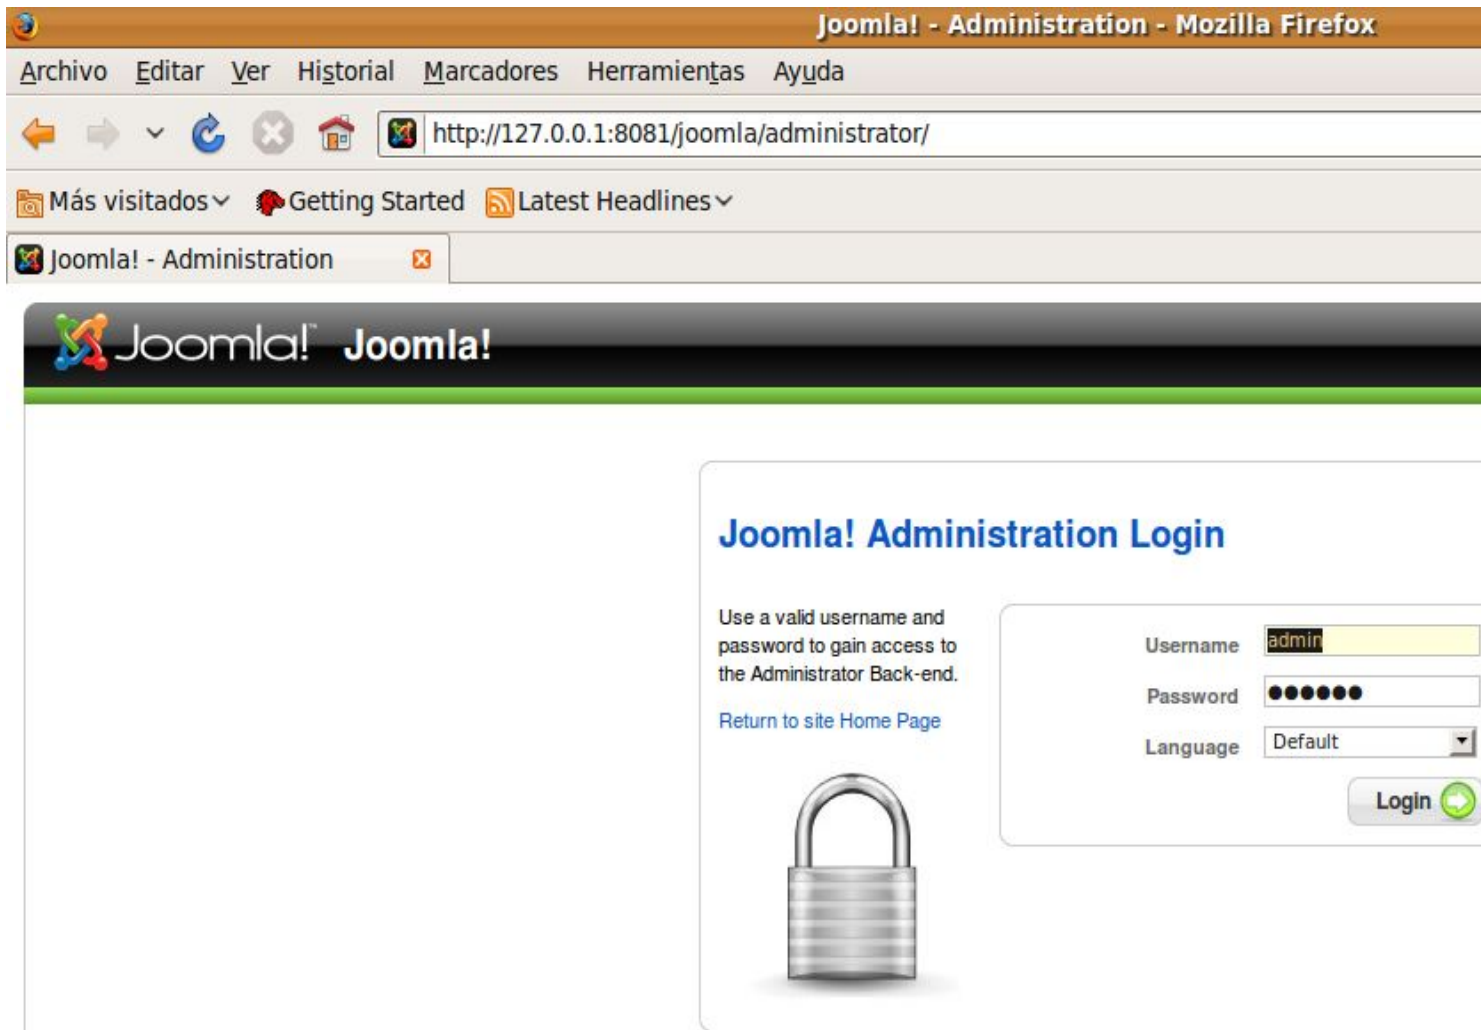 Joomla! - Administration - Mozilla Firefox
Archivo Editar Ver Historial Marcadores Herramientas Ayuda
http://127.0.0.1:8081/joomla/administrator/
Más visitados Getting Started Latest Headlines
Joomla! - Administration
Joomla!™ Joomla!
Joomla! Administration Login
Use a valid username and
password to gain access to
the Administrator Back-end.
Return to site Home Page
Username admin
Password ●●●●●●
Language Default
Login